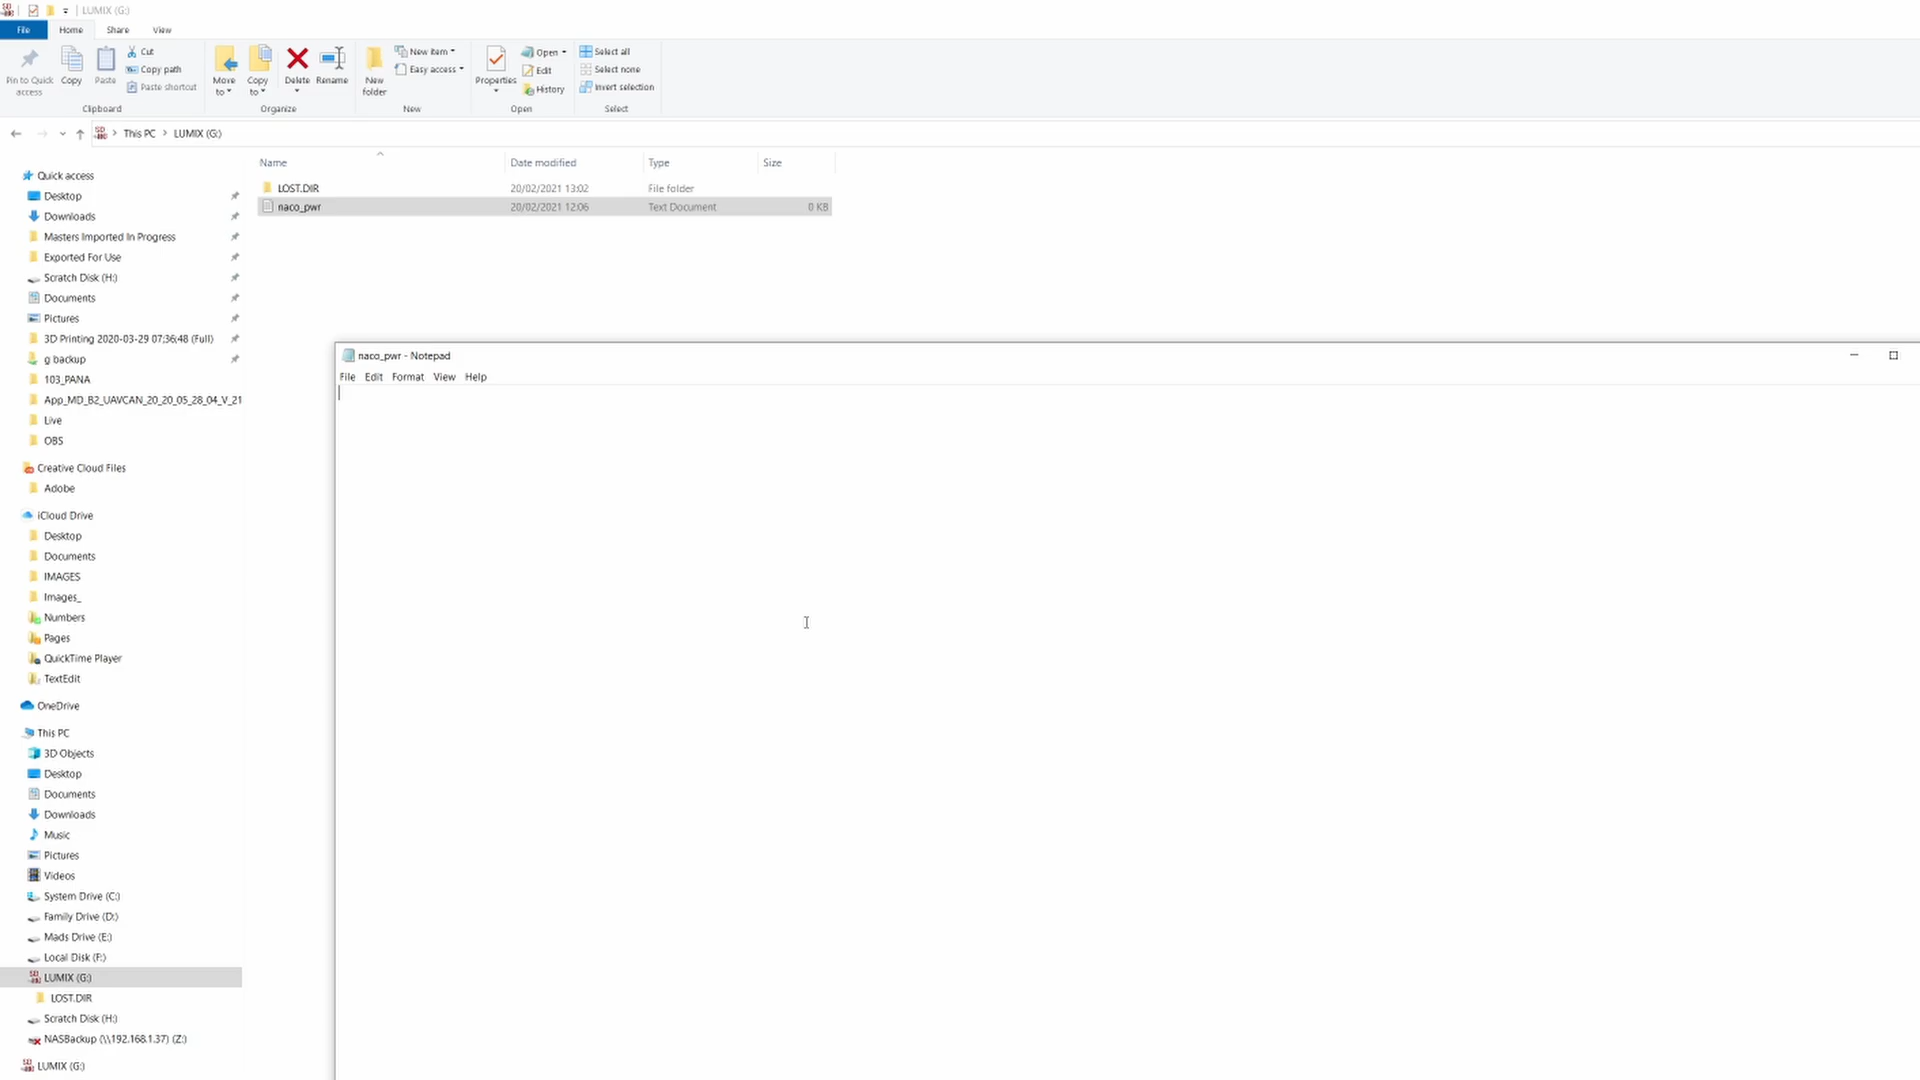 LUMIX (G:)
File Home Share View
Pin to Quick access
Copy
Paste
Cut
Copy path
Paste shortcut
Clipboard
Move to
Copy to
Delete
Rename
Organize
New folder
New item
Easy access
New
Properties
Open
Edit
History
Open
Select all
Select none
Invert selection
Select
This PC > LUMIX (G:)
Name Date modified Type Size
LOST.DIR 20/02/2021 13:02 File folder
naco_pwr 20/02/2021 12:06 Text Document 0 KB
Quick access
Desktop
Downloads
Masters Imported In Progress
Exported For Use
Scratch Disk (H:)
Documents
Pictures
3D Printing 2020-03-29 07;36;48 (Full)
g backup
103_PANA
App_MD_B2_UAVCAN_20_20_05_28_04_V_21
Live
OBS
Creative Cloud Files
Adobe
iCloud Drive
Desktop
Documents
IMAGES
Images_
Numbers
Pages
QuickTime Player
TextEdit
OneDrive
This PC
3D Objects
Desktop
Documents
Downloads
Music
Pictures
Videos
System Drive (C:)
Family Drive (D:)
Mads Drive (E:)
Local Disk (F:)
LUMIX (G:)
LOST.DIR
Scratch Disk (H:)
NASBackup (\\192.168.1.37) (Z:)
LUMIX (G:)
naco_pwr - Notepad
File Edit Format View Help